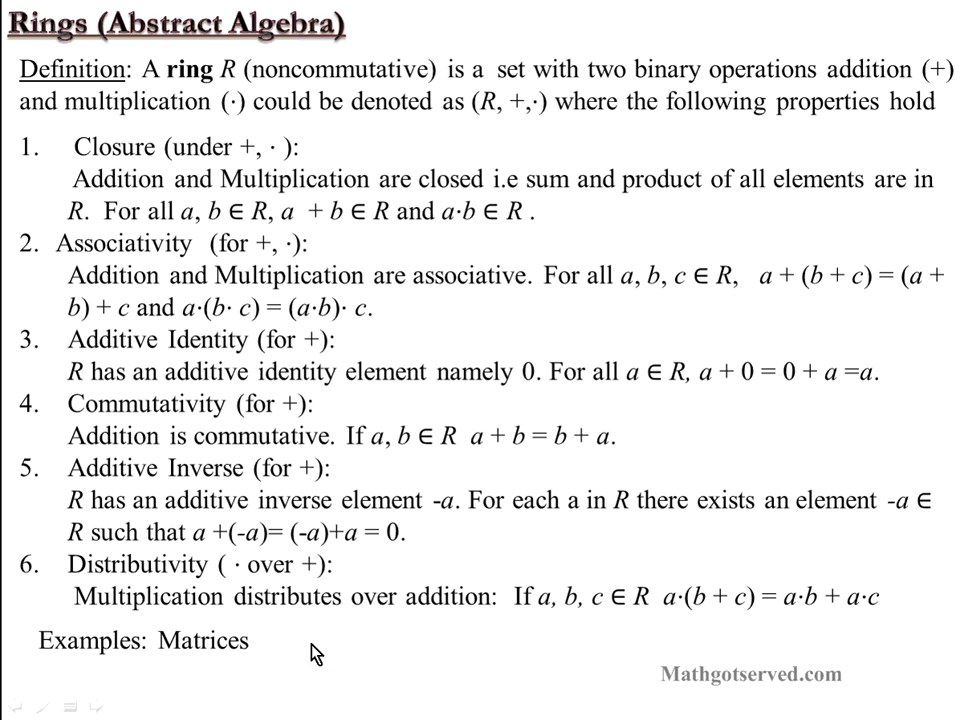 Rings (Abstract Algebra)
Definition: A ring R (noncommutative) is a set with two binary operations addition (+)
and multiplication (·) could be denoted as (R, +,·) where the following properties hold
1. Closure (under +, · ):
Addition and Multiplication are closed i.e sum and product of all elements are in
R. For all a, b ∈ R, a + b ∈ R and a·b ∈ R .
2. Associativity (for +, ·):
Addition and Multiplication are associative. For all a, b, c ∈ R, a + (b + c) = (a +
b) + c and a·(b· c) = (a·b)· c.
3. Additive Identity (for +):
R has an additive identity element namely 0. For all a ∈ R, a + 0 = 0 + a =a.
4. Commutativity (for +):
Addition is commutative. If a, b ∈ R a + b = b + a.
5. Additive Inverse (for +):
R has an additive inverse element -a. For each a in R there exists an element -a ∈
R such that a +(-a)= (-a)+a = 0.
6. Distributivity ( · over +):
Multiplication distributes over addition: If a, b, c ∈ R a·(b + c) = a·b + a·c
Examples: Matrices
Mathgotserved.com